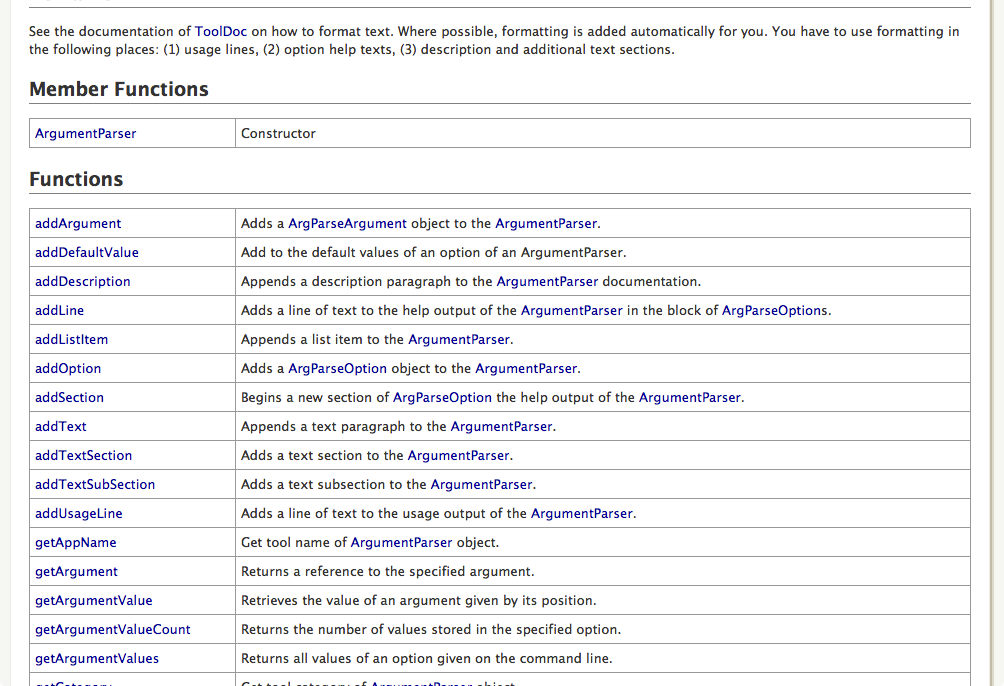 See the documentation of ToolDoc on how to format text. Where possible, formatting is added automatically for you. You have to use formatting in
the following places: (1) usage lines, (2) option help texts, (3) description and additional text sections.
Member Functions
ArgumentParser Constructor
Functions
addArgument Adds a ArgParseArgument object to the ArgumentParser.
addDefaultValue Add to the default values of an option of an ArgumentParser.
addDescription Appends a description paragraph to the ArgumentParser documentation.
addLine Adds a line of text to the help output of the ArgumentParser in the block of ArgParseOptions.
addListItem Appends a list item to the ArgumentParser.
addOption Adds a ArgParseOption object to the ArgumentParser.
addSection Begins a new section of ArgParseOption the help output of the ArgumentParser.
addText Appends a text paragraph to the ArgumentParser.
addTextSection Adds a text section to the ArgumentParser.
addTextSubSection Adds a text subsection to the ArgumentParser.
addUsageLine Adds a line of text to the usage output of the ArgumentParser.
getAppName Get tool name of ArgumentParser object.
getArgument Returns a reference to the specified argument.
getArgumentValue Retrieves the value of an argument given by its position.
getArgumentValueCount Returns the number of values stored in the specified option.
getArgumentValues Returns all values of an option given on the command line.
getCategory Get tool category of ArgumentParser object.